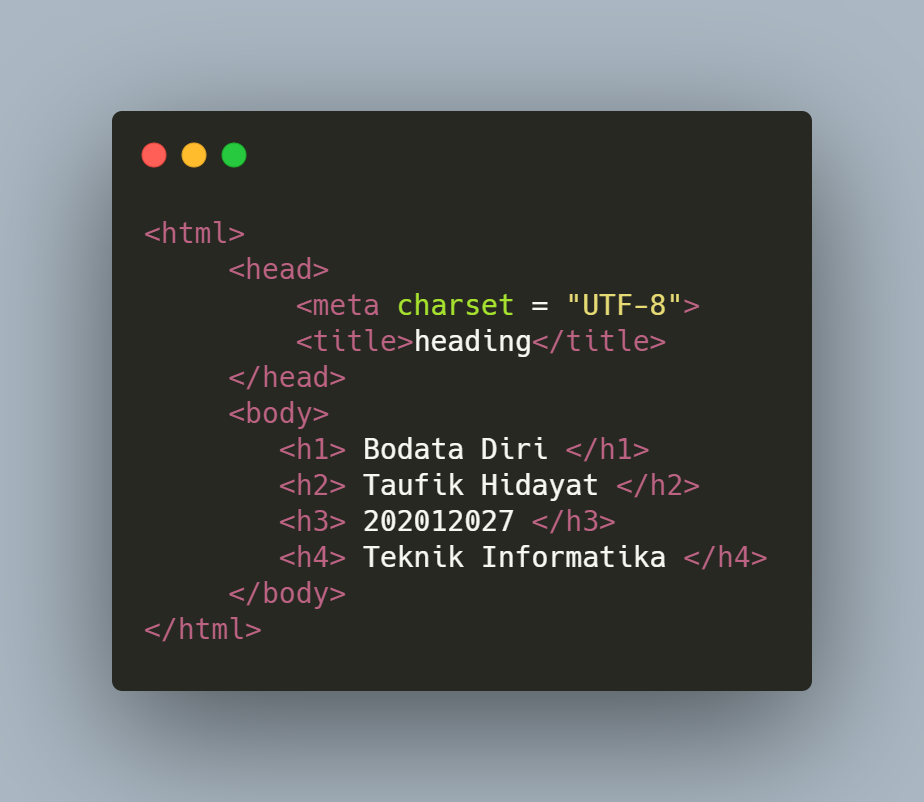 <html>
     <head>
         <meta charset = "UTF-8">
         <title>heading</title>
     </head>
     <body>
        <h1> Bodata Diri </h1>
        <h2> Taufik Hidayat </h2>
        <h3> 202012027 </h3>
        <h4> Teknik Informatika </h4>
     </body>
</html>